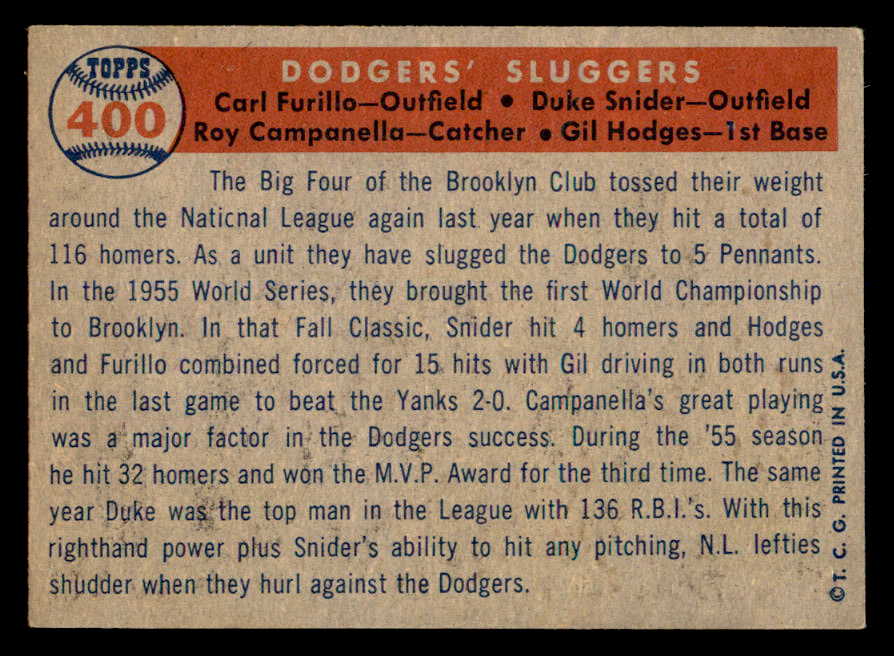 TOPPS
400
DODGERS' SLUGGERS
Carl Furillo—Outfield • Duke Snider—Outfield
Roy Campanella—Catcher • Gil Hodges—1st Base
The Big Four of the Brooklyn Club tossed their weight
around the Naticnal League again last year when they hit a total of
116 homers. As a unit they have slugged the Dodgers to 5 Pennants.
In the 1955 World Series, they brought the first World Championship
to Brooklyn. In that Fall Classic, Snider hit 4 homers and Hodges
and Furillo combined forced for 15 hits with Gil driving in both runs
in the last game to beat the Yanks 2-0. Campanella's great playing
was a major factor in the Dodgers success. During the '55 season
he hit 32 homers and won the M.V.P. Award for the third time. The same
year Duke was the top man in the League with 136 R.B.I.'s. With this
righthand power plus Snider's ability to hit any pitching, N.L. lefties
shudder when they hurl against the Dodgers.
©T. C. G. PRINTED IN U.S.A.